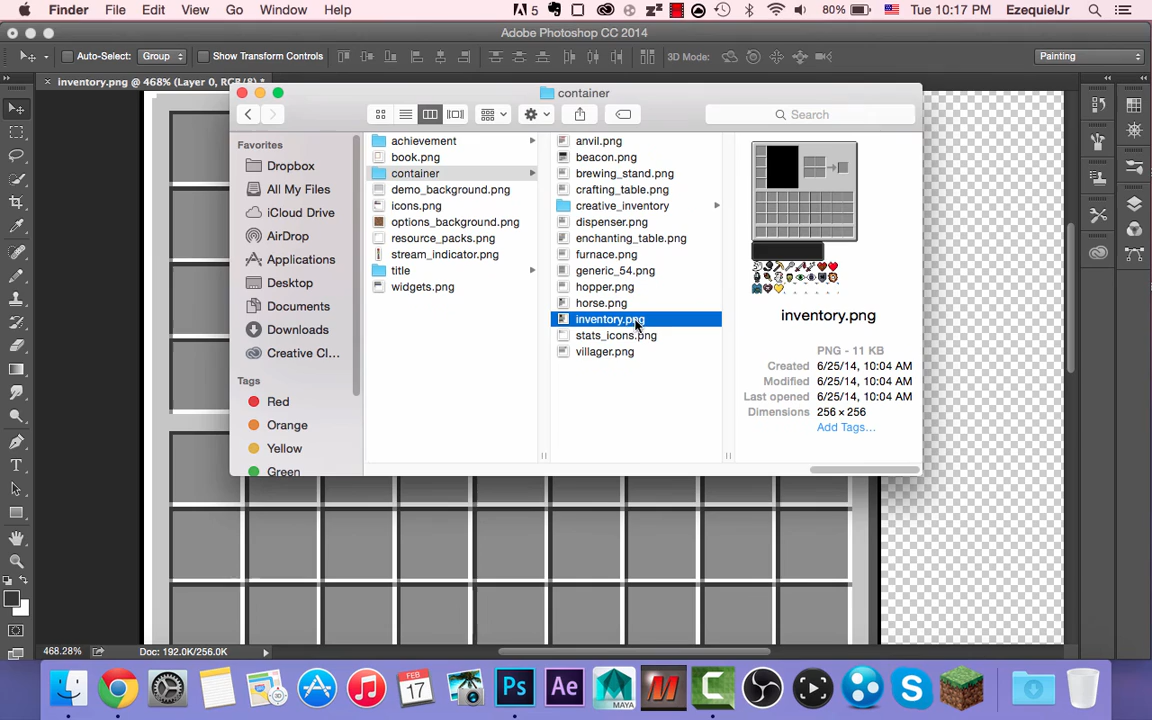 Finder File Edit View Go Window Help 5 80% Tue 10:17 PM EzequielJr
Adobe Photoshop CC 2014
Auto-Select: Group Show Transform Controls 3D Mode: Painting
inventory.png @ 468% (Layer 0, RGB/8) *
container
Search
Favorites
Dropbox
All My Files
iCloud Drive
AirDrop
Applications
Desktop
Documents
Downloads
Creative Cl...
Tags
Red
Orange
Yellow
Green
achievement
book.png
container
demo_background.png
icons.png
options_background.png
resource_packs.png
stream_indicator.png
title
widgets.png
anvil.png
beacon.png
brewing_stand.png
crafting_table.png
creative_inventory
dispenser.png
enchanting_table.png
furnace.png
generic_54.png
hopper.png
horse.png
inventory.png
stats_icons.png
villager.png
inventory.png
PNG - 11 KB
Created 6/25/14, 10:04 AM
Modified 6/25/14, 10:04 AM
Last opened 6/25/14, 10:04 AM
Dimensions 256 × 256
Add Tags...
468.28% Doc: 192.0K/256.0K
FEB
17
Ps
Ae
MAYA
M
C
S